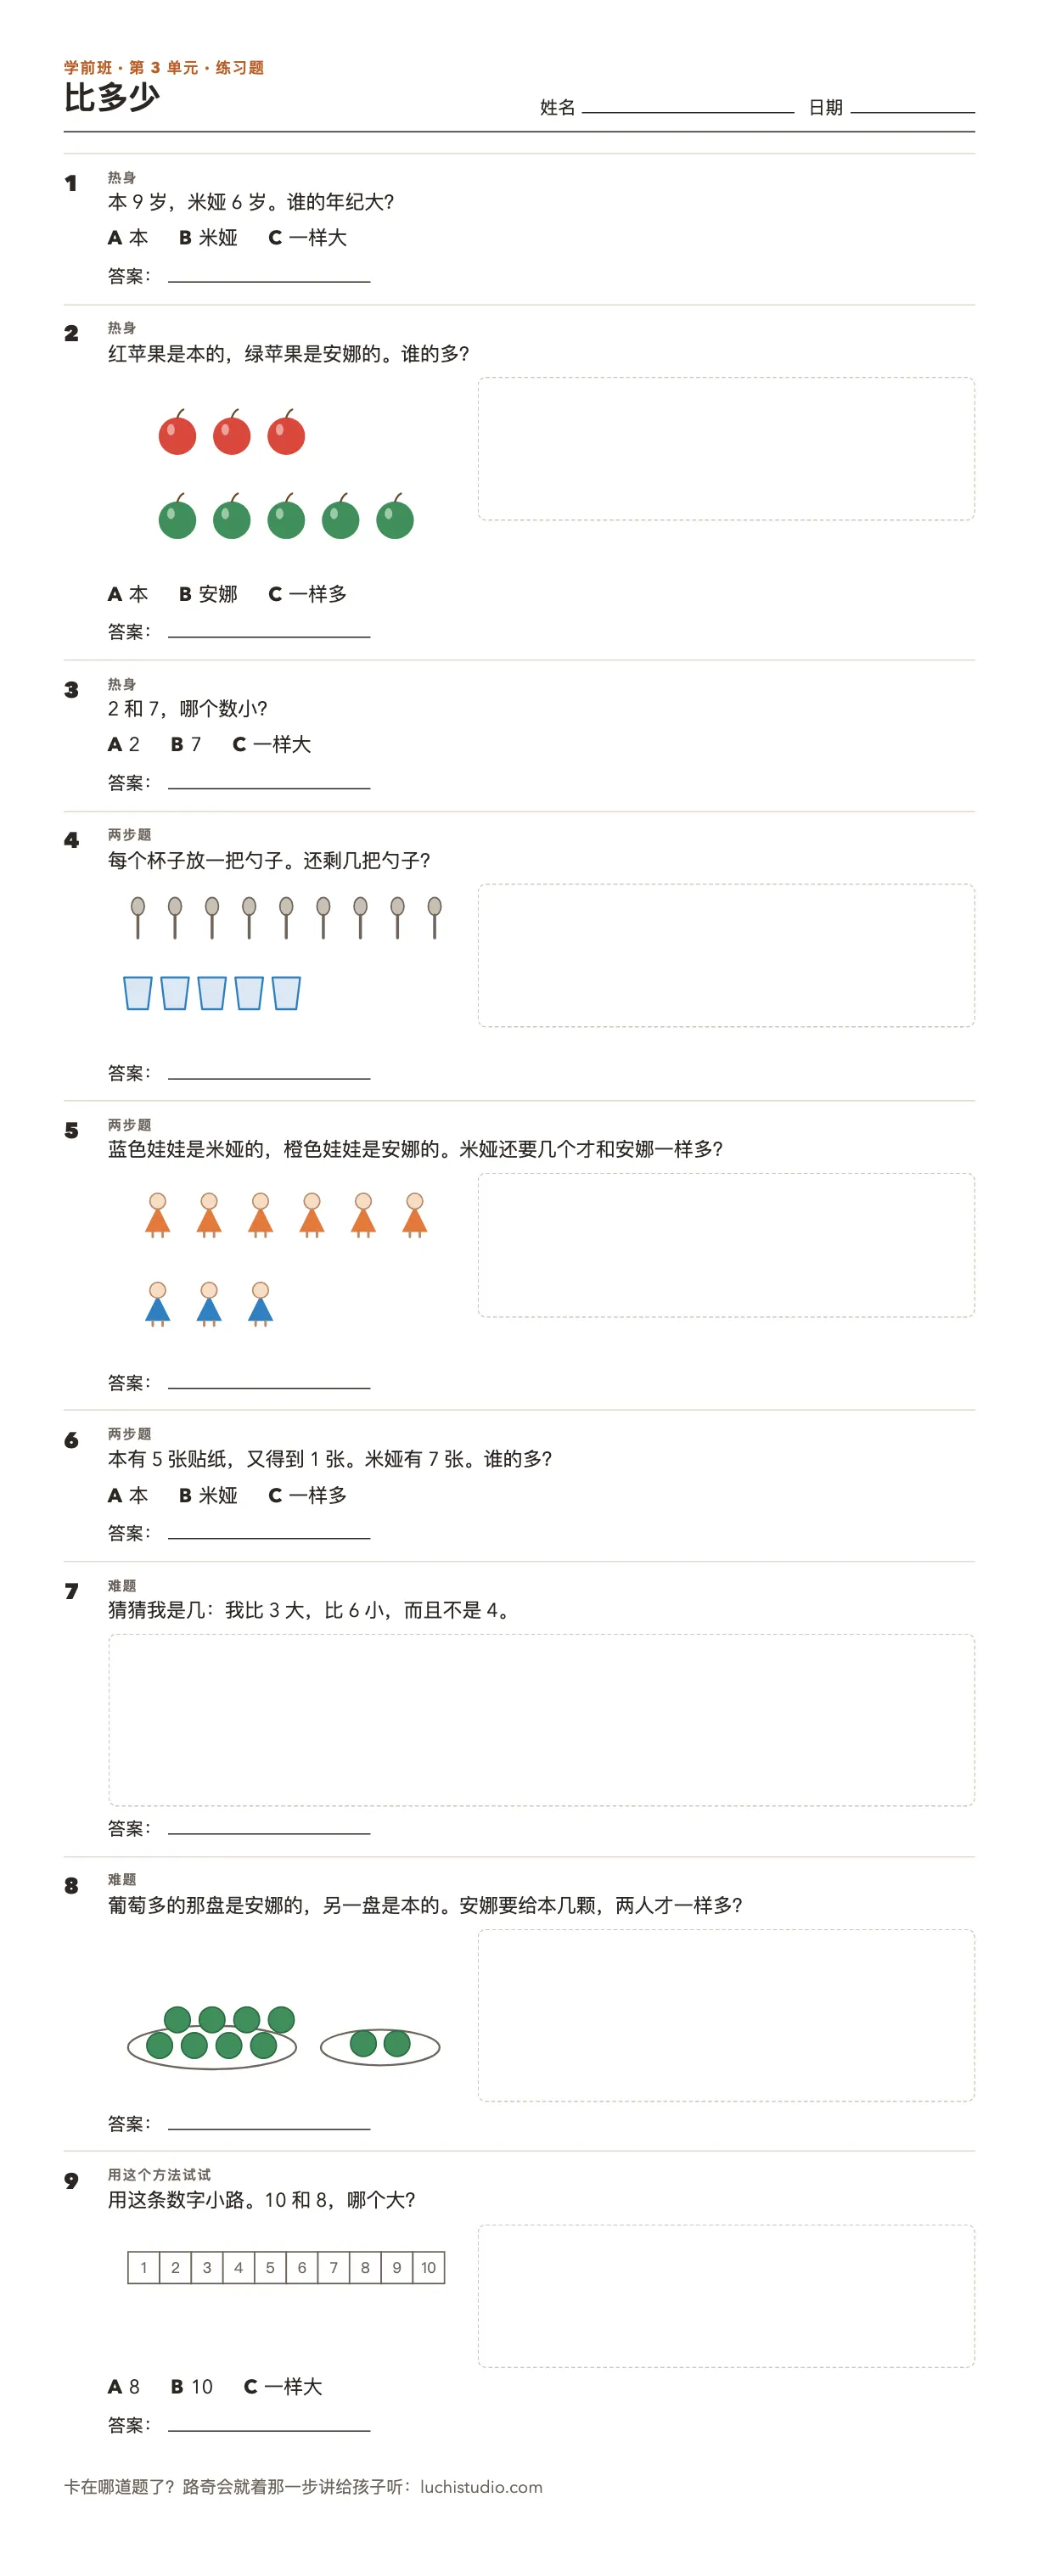 学前班 · 第 3 单元 · 练习题
比多少
姓名 日期
1
热身
本 9 岁，米娅 6 岁。谁的年纪大？
A 本 B 米娅 C 一样大
答案：
2
热身
红苹果是本的，绿苹果是安娜的。谁的多？
A 本 B 安娜 C 一样多
答案：
3
热身
2 和 7，哪个数小？
A 2 B 7 C 一样大
答案：
4
两步题
每个杯子放一把勺子。还剩几把勺子？
答案：
5
两步题
蓝色娃娃是米娅的，橙色娃娃是安娜的。米娅还要几个才和安娜一样多？
答案：
6
两步题
本有 5 张贴纸，又得到 1 张。米娅有 7 张。谁的多？
A 本 B 米娅 C 一样多
答案：
7
难题
猜猜我是几：我比 3 大，比 6 小，而且不是 4。
答案：
8
难题
葡萄多的那盘是安娜的，另一盘是本的。安娜要给本几颗，两人才一样多？
答案：
9
用这个方法试试
用这条数字小路。10 和 8，哪个大？
1 2 3 4 5 6 7 8 9 10
A 8 B 10 C 一样大
答案：
卡在哪道题了？路奇会就着那一步讲给孩子听：luchistudio.com